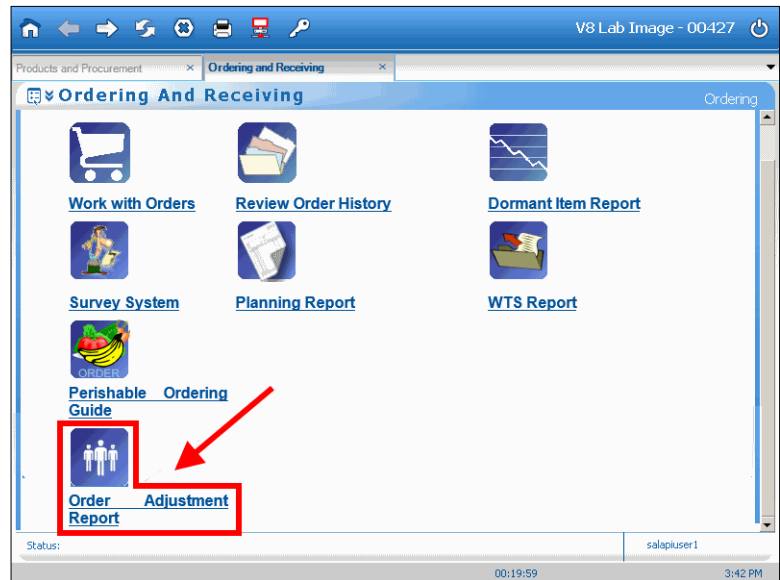 V8 Lab Image - 00427
Products and Procurement × Ordering and Receiving ×
Ordering And Receiving Ordering
Work with Orders Review Order History Dormant Item Report
Survey System Planning Report WTS Report
ORDER
Perishable Ordering
Guide
Order Adjustment
Report
Status: salapiuser1
00:19:59 3:42 PM